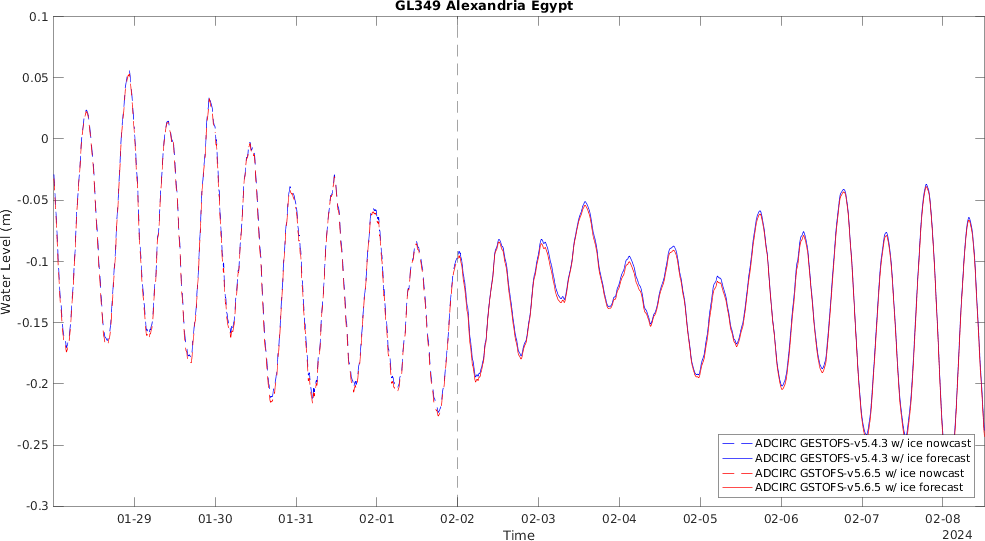 GL349 Alexandria Egypt
0.1
0.05
0
-0.05
-0.1
-0.15
-0.2
-0.25
-0.3
Water Level (m)
ADCIRC GESTOFS-v5.4.3 w/ ice nowcast
ADCIRC GESTOFS-v5.4.3 w/ ice forecast
ADCIRC GSTOFS-v5.6.5 w/ ice nowcast
ADCIRC GSTOFS-v5.6.5 w/ ice forecast
01-29 01-30 01-31 02-01 02-02 02-03 02-04 02-05 02-06 02-07 02-08
Time
2024